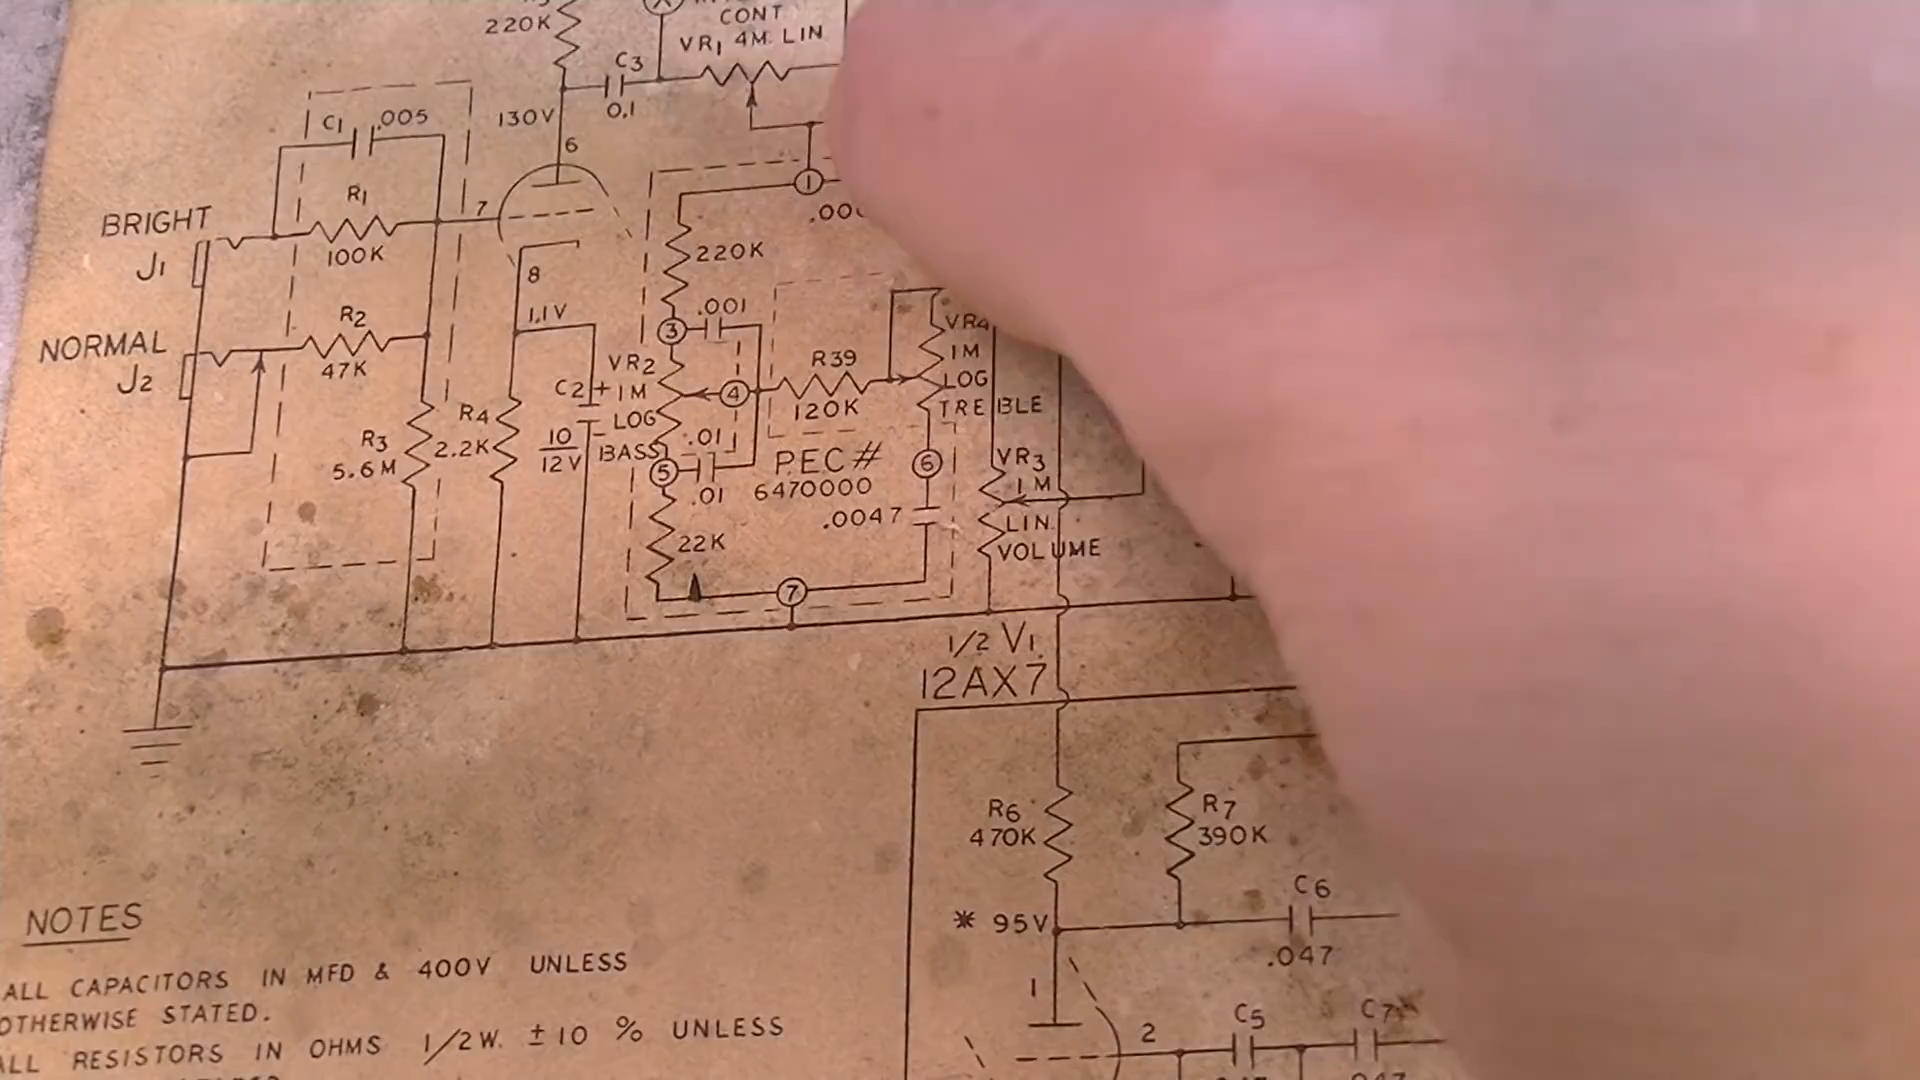 220K
CONT
VR1 4M. LIN
C3
0.1
130V
6
C1 .005
R1
100K
7
BRIGHT
J1
8
1.1V
NORMAL
J2
R2
47K
R3
5.6M
R4
2.2K
C2 +
10
12V
-
1
220K
3
.001
VR2
1M
LOG
BASS
4
R39
120K
VR4
1M
LOG
TREBLE
.01
5
.01
PEC#
6470000
6
.0047
22K
7
VR3
1M
LIN.
VOLUME
1/2 V1
12AX7
R6
470K
R7
390K
* 95V
C6
.047
1
2
C5
C7
NOTES
ALL CAPACITORS IN MFD & 400V UNLESS
OTHERWISE STATED.
ALL RESISTORS IN OHMS 1/2W. ±10 % UNLESS